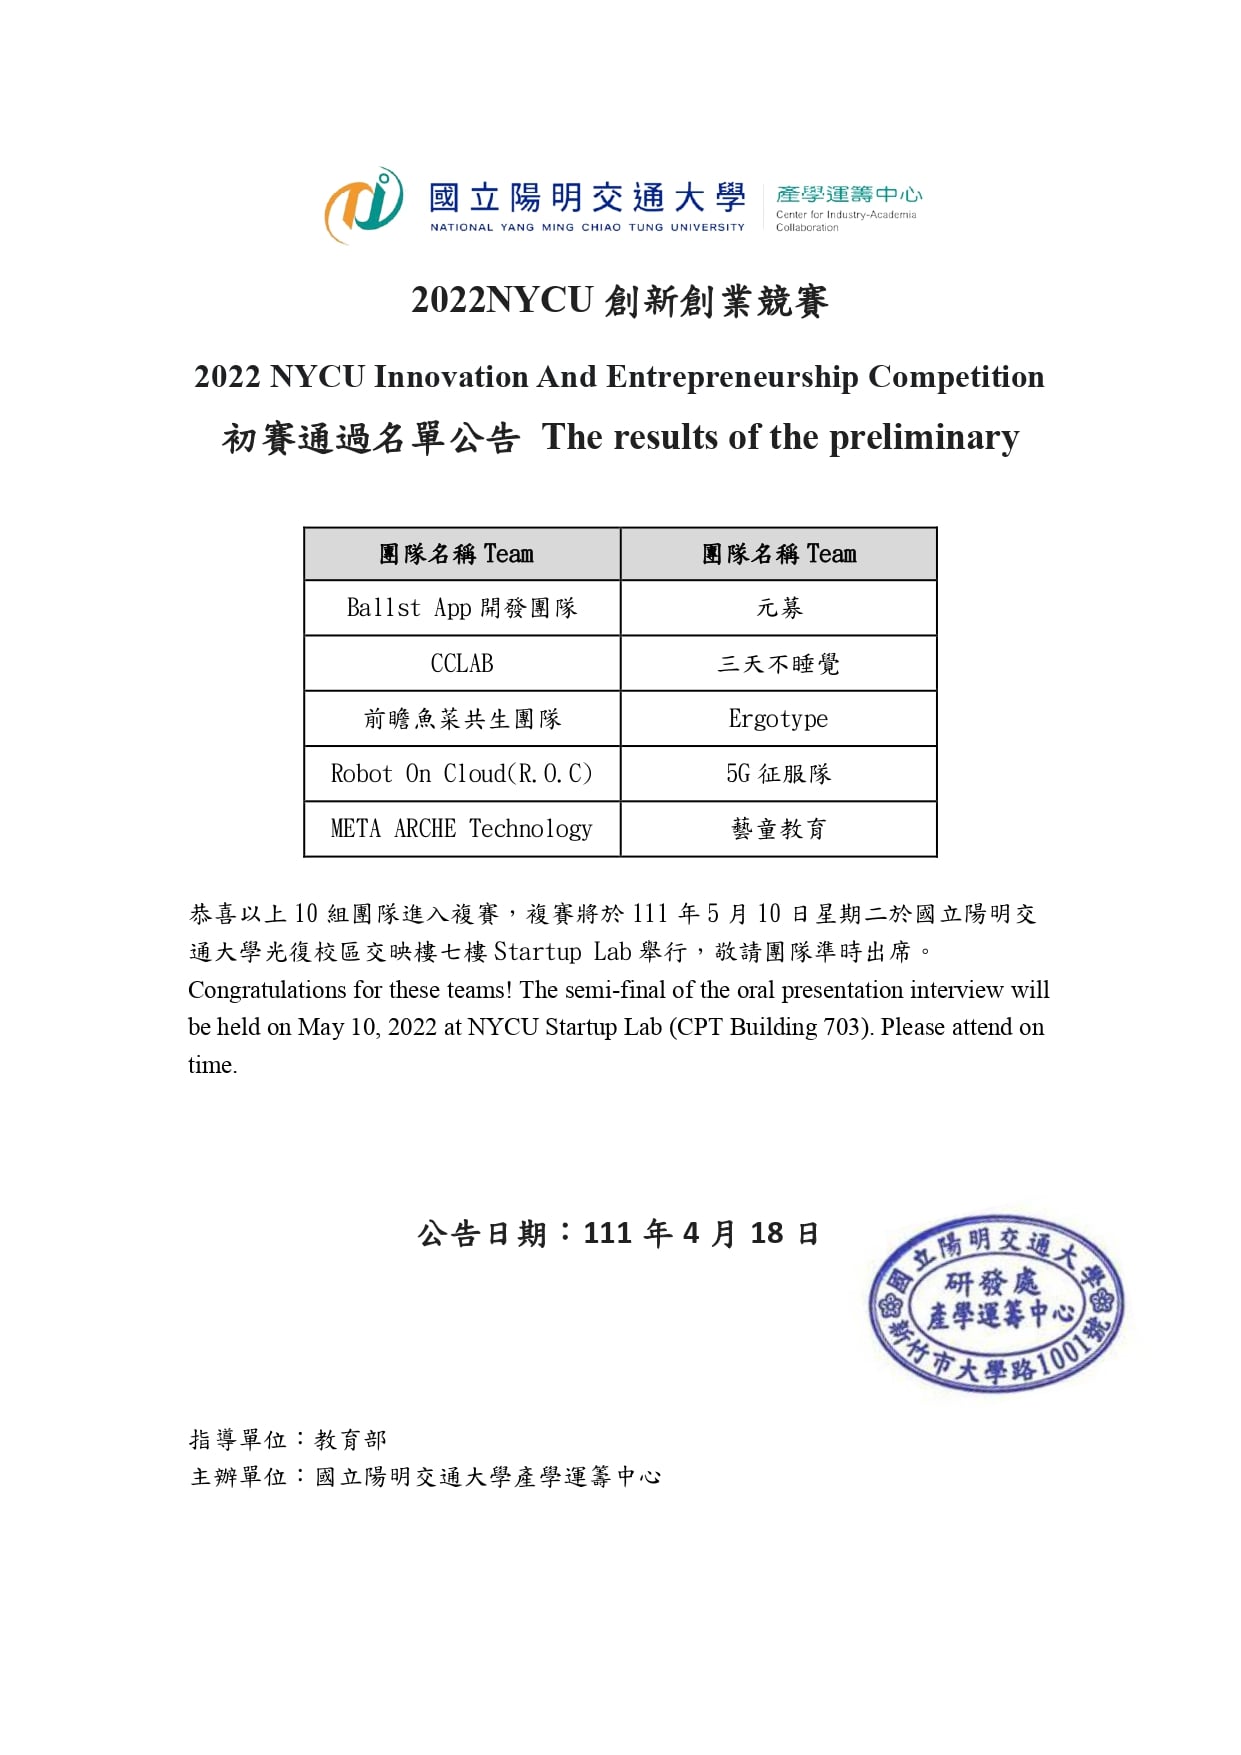 國立陽明交通大學
NATIONAL YANG MING CHIAO TUNG UNIVERSITY
產學運籌中心
Center for Industry-Academia
Collaboration
2022NYCU 創新創業競賽
2022 NYCU Innovation And Entrepreneurship Competition
初賽通過名單公告 The results of the preliminary
團隊名稱 Team 團隊名稱 Team
Ballst App 開發團隊 元募
CCLAB 三天不睡覺
前瞻魚菜共生團隊 Ergotype
Robot On Cloud(R.O.C) 5G 征服隊
META ARCHE Technology 藝童教育
恭喜以上 10 組團隊進入複賽，複賽將於 111 年 5 月 10 日星期二於國立陽明交
通大學光復校區交映樓七樓 Startup Lab 舉行，敬請團隊準時出席。
Congratulations for these teams! The semi-final of the oral presentation interview will
be held on May 10, 2022 at NYCU Startup Lab (CPT Building 703). Please attend on
time.
公告日期：111 年 4 月 18 日
國立陽明交通大學
研發處
產學運籌中心
新竹市大學路1001號
指導單位：教育部
主辦單位：國立陽明交通大學產學運籌中心